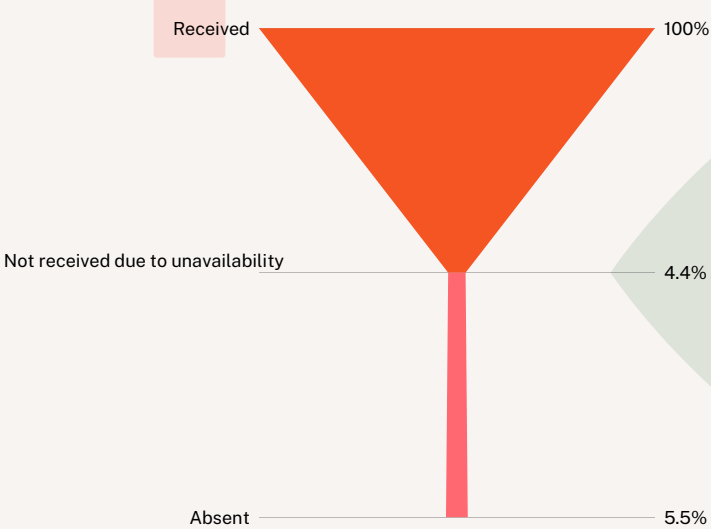 Received 100%
Not received due to unavailability 4.4%
Absent 5.5%